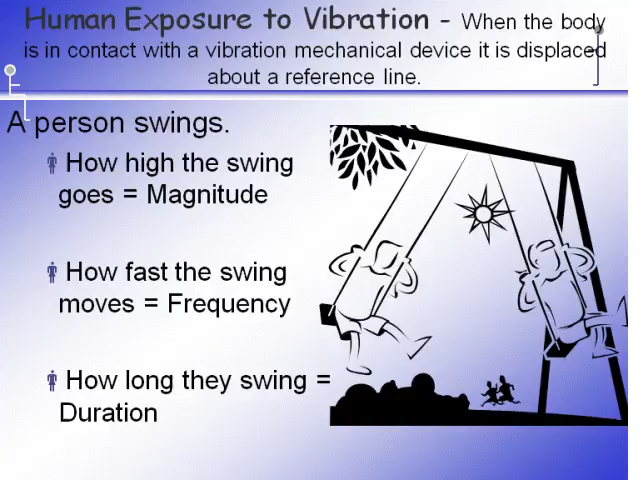 Human Exposure to Vibration - When the body
is in contact with a vibration mechanical device it is displaced
about a reference line.
A person swings.
How high the swing
goes = Magnitude
How fast the swing
moves = Frequency
How long they swing =
Duration